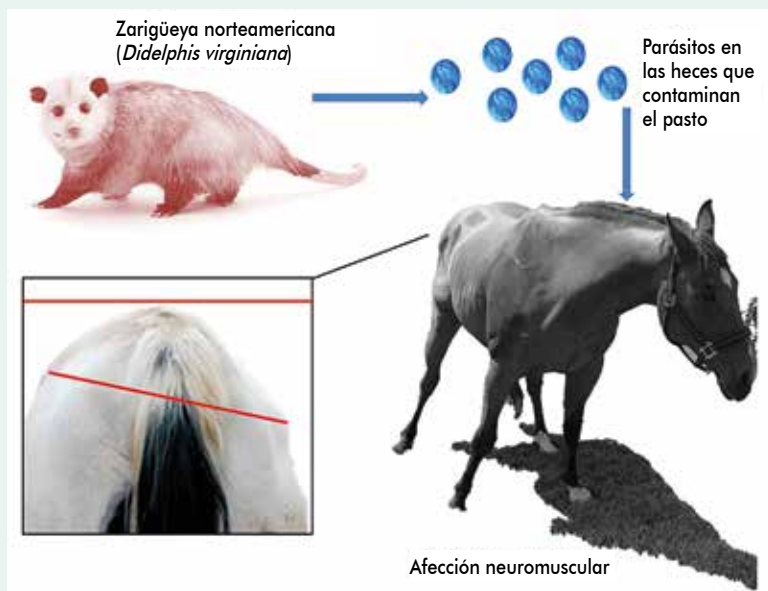 Zarigüeya norteamericana
(Didelphis virginiana)
Parásitos en
las heces que
contaminan
el pasto
Afección neuromuscular